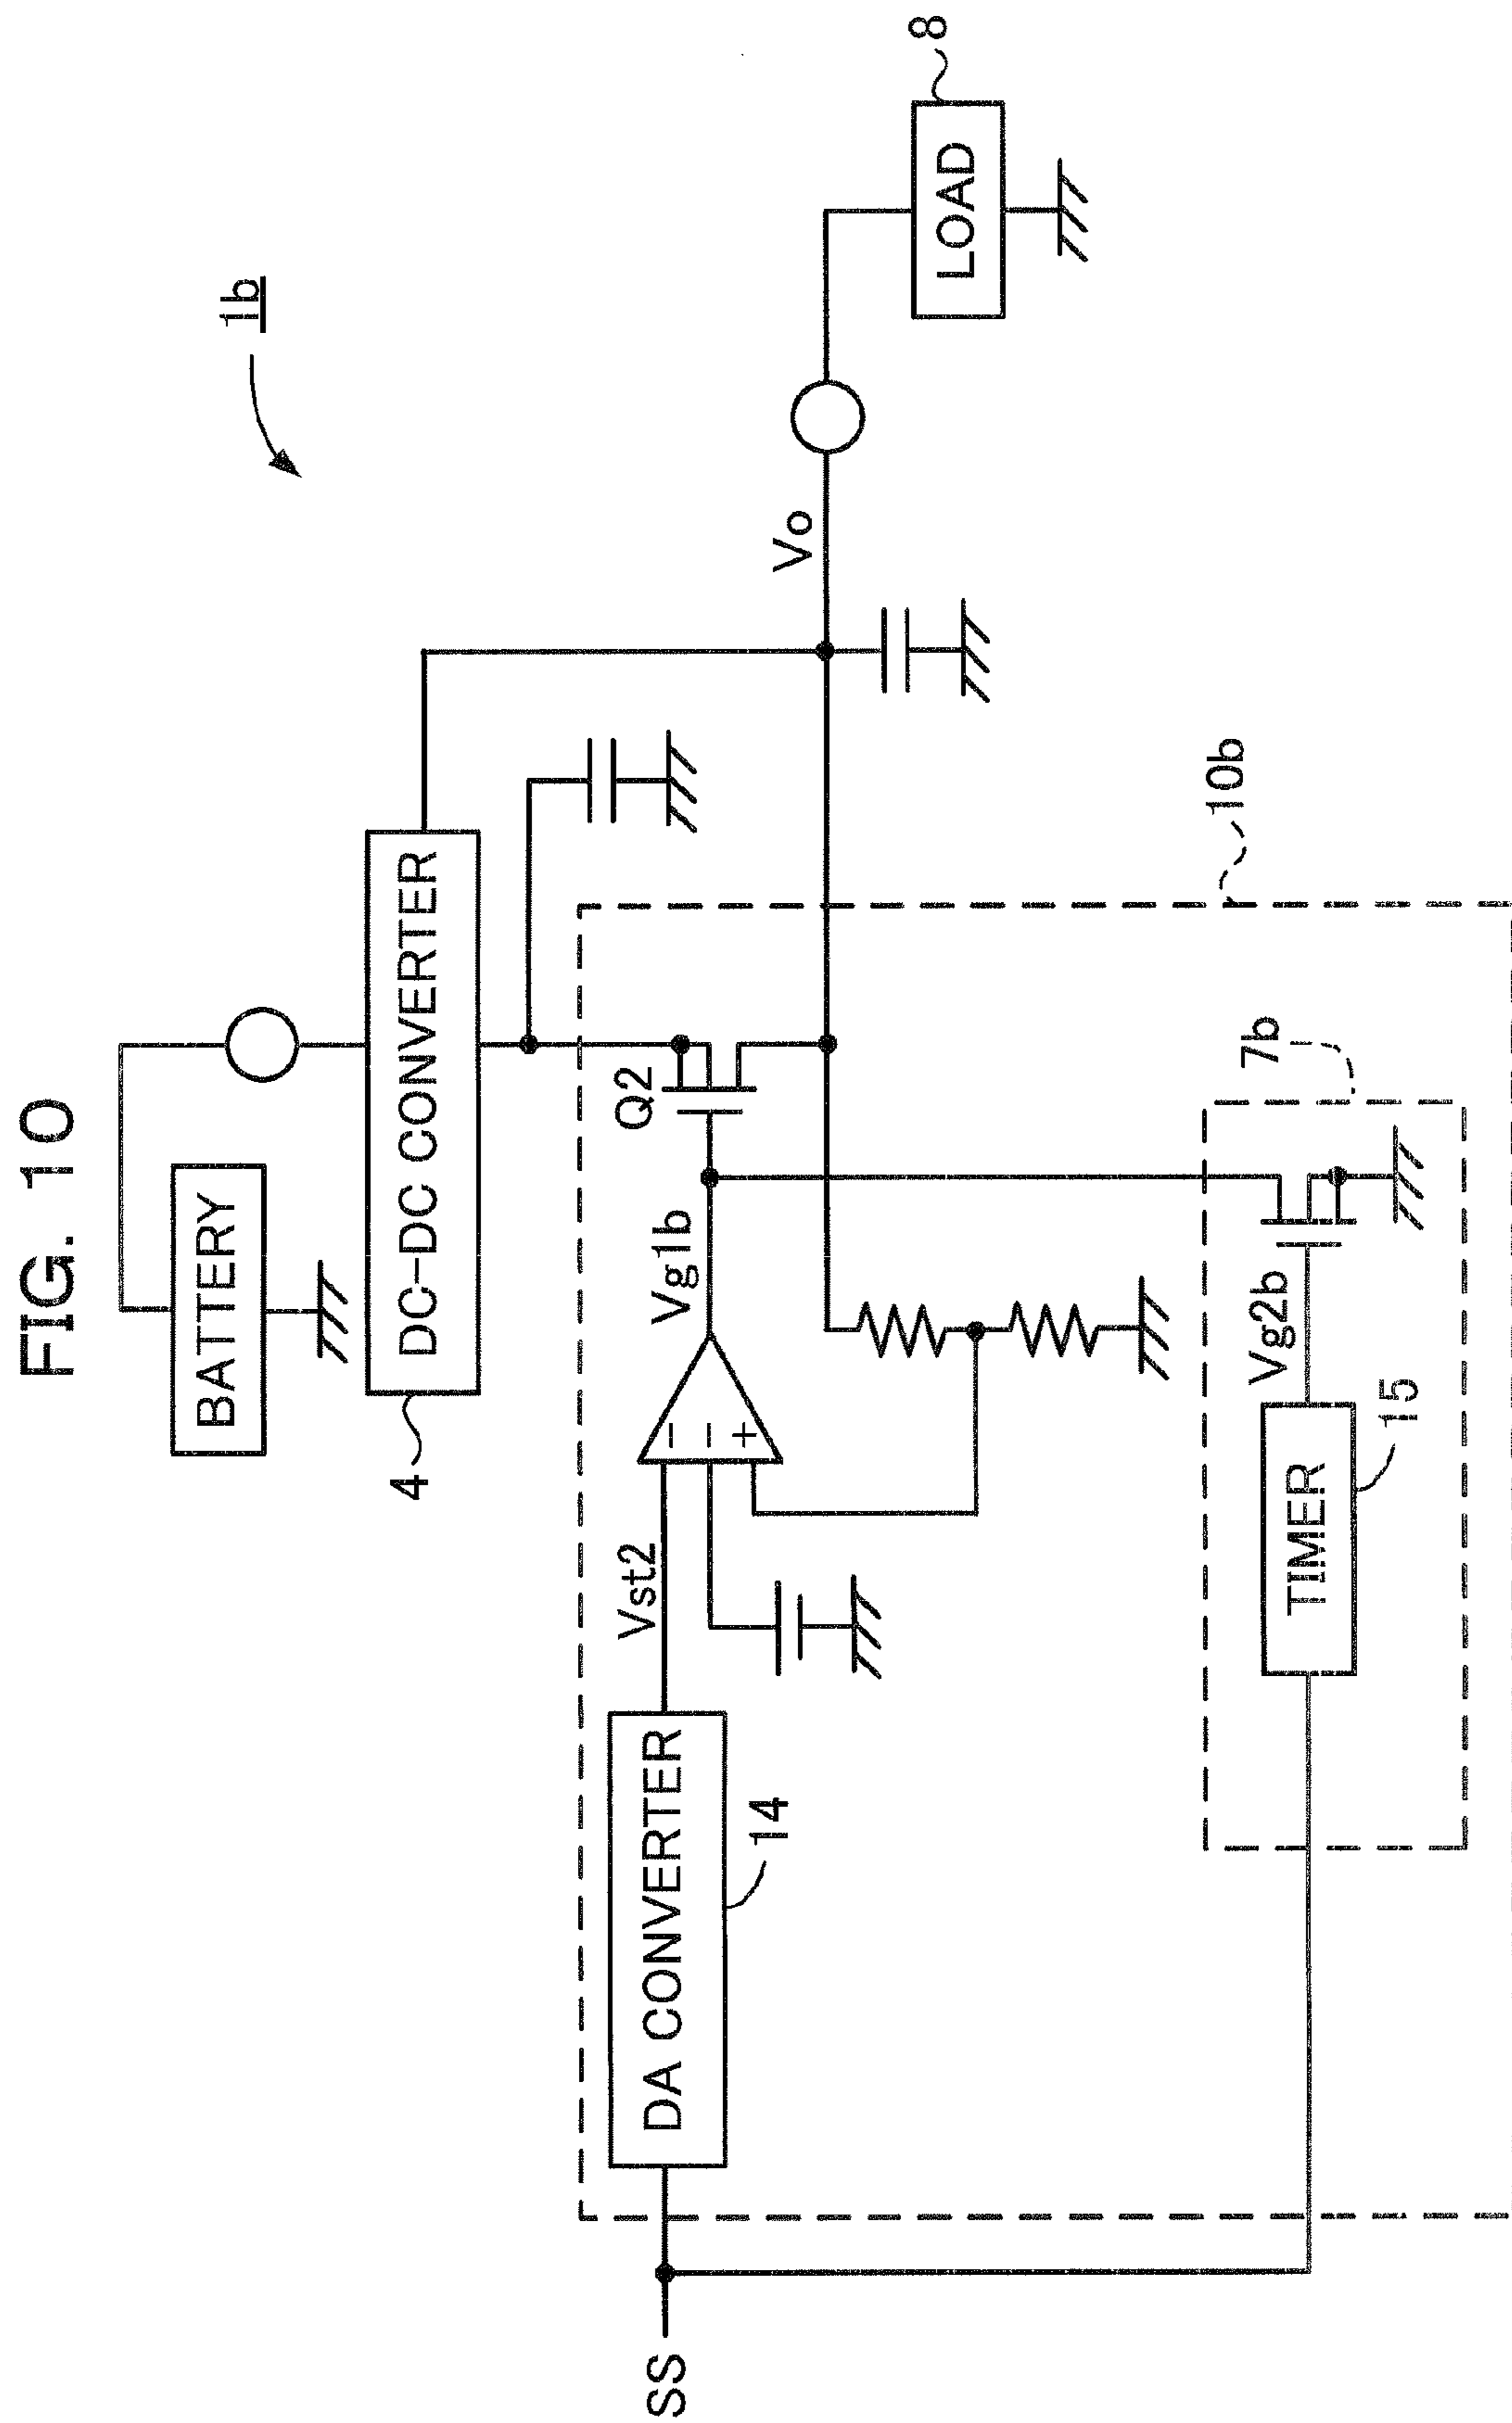 FIG. 10
1b
BATTERY
4
DC-DC CONVERTER
Vo
8
LOAD
Q2
10b
SS
DA CONVERTER
14
Vst2
Vg1b
-
-
+
7b
TIMER
15
Vg2b